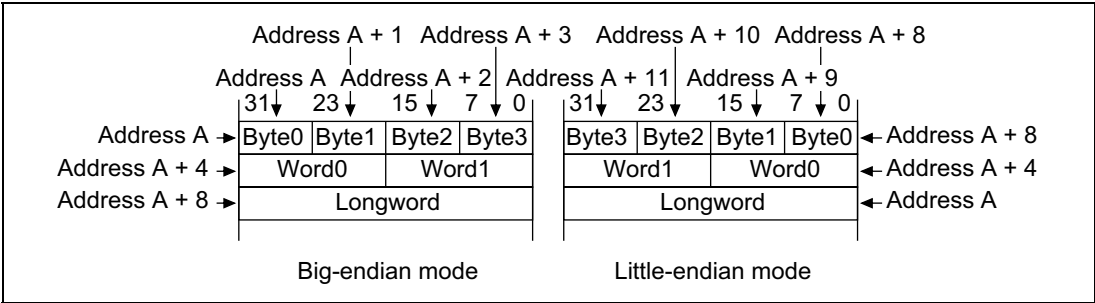 Address A + 1 Address A + 3 Address A + 10 Address A + 8
Address A Address A + 2 Address A + 11 Address A + 9
31 23 15 7 0 31 23 15 7 0
Address A Byte0 Byte1 Byte2 Byte3 Byte3 Byte2 Byte1 Byte0 Address A + 8
Address A + 4 Word0 Word1 Word1 Word0 Address A + 4
Address A + 8 Longword Longword Address A
Big-endian mode Little-endian mode